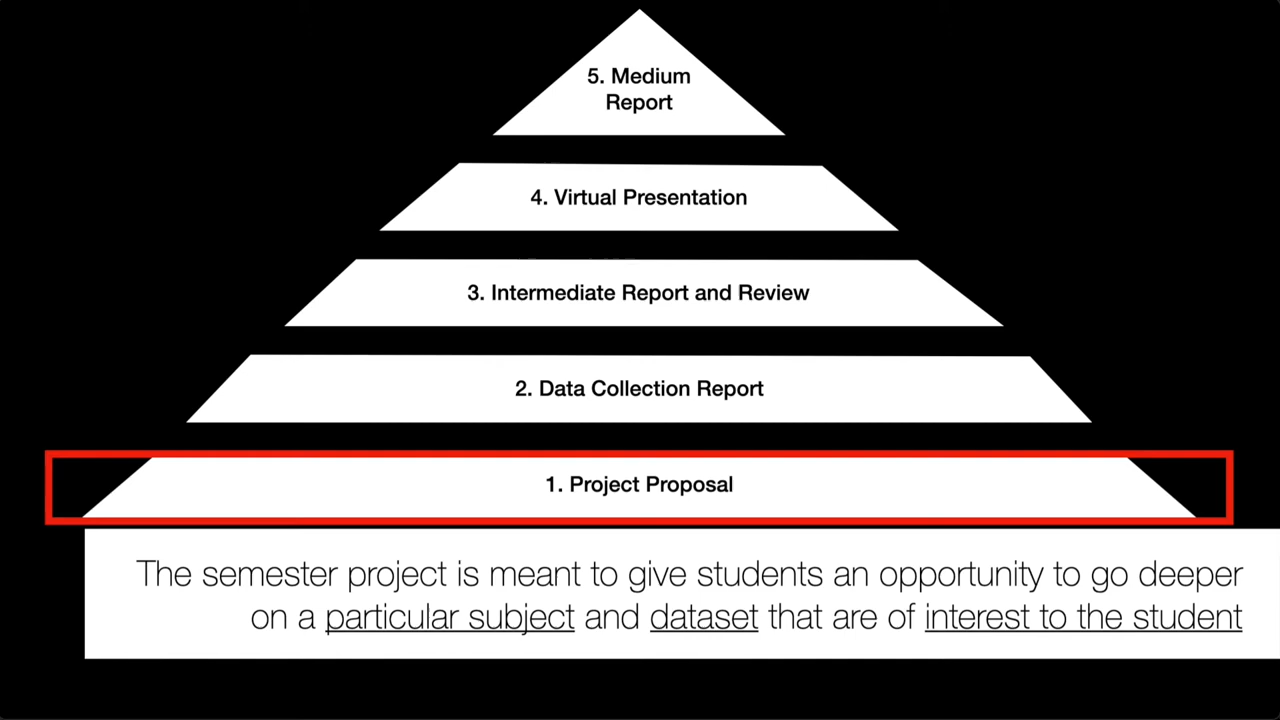 5. Medium
Report
4. Virtual Presentation
3. Intermediate Report and Review
2. Data Collection Report
1. Project Proposal
The semester project is meant to give students an opportunity to go deeper
on a particular subject and dataset that are of interest to the student